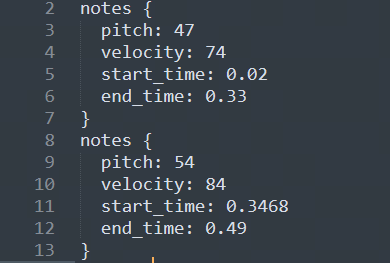 2 notes {
3   pitch: 47
4   velocity: 74
5   start_time: 0.02
6   end_time: 0.33
7 }
8 notes {
9   pitch: 54
10   velocity: 84
11   start_time: 0.3468
12   end_time: 0.49
13 }